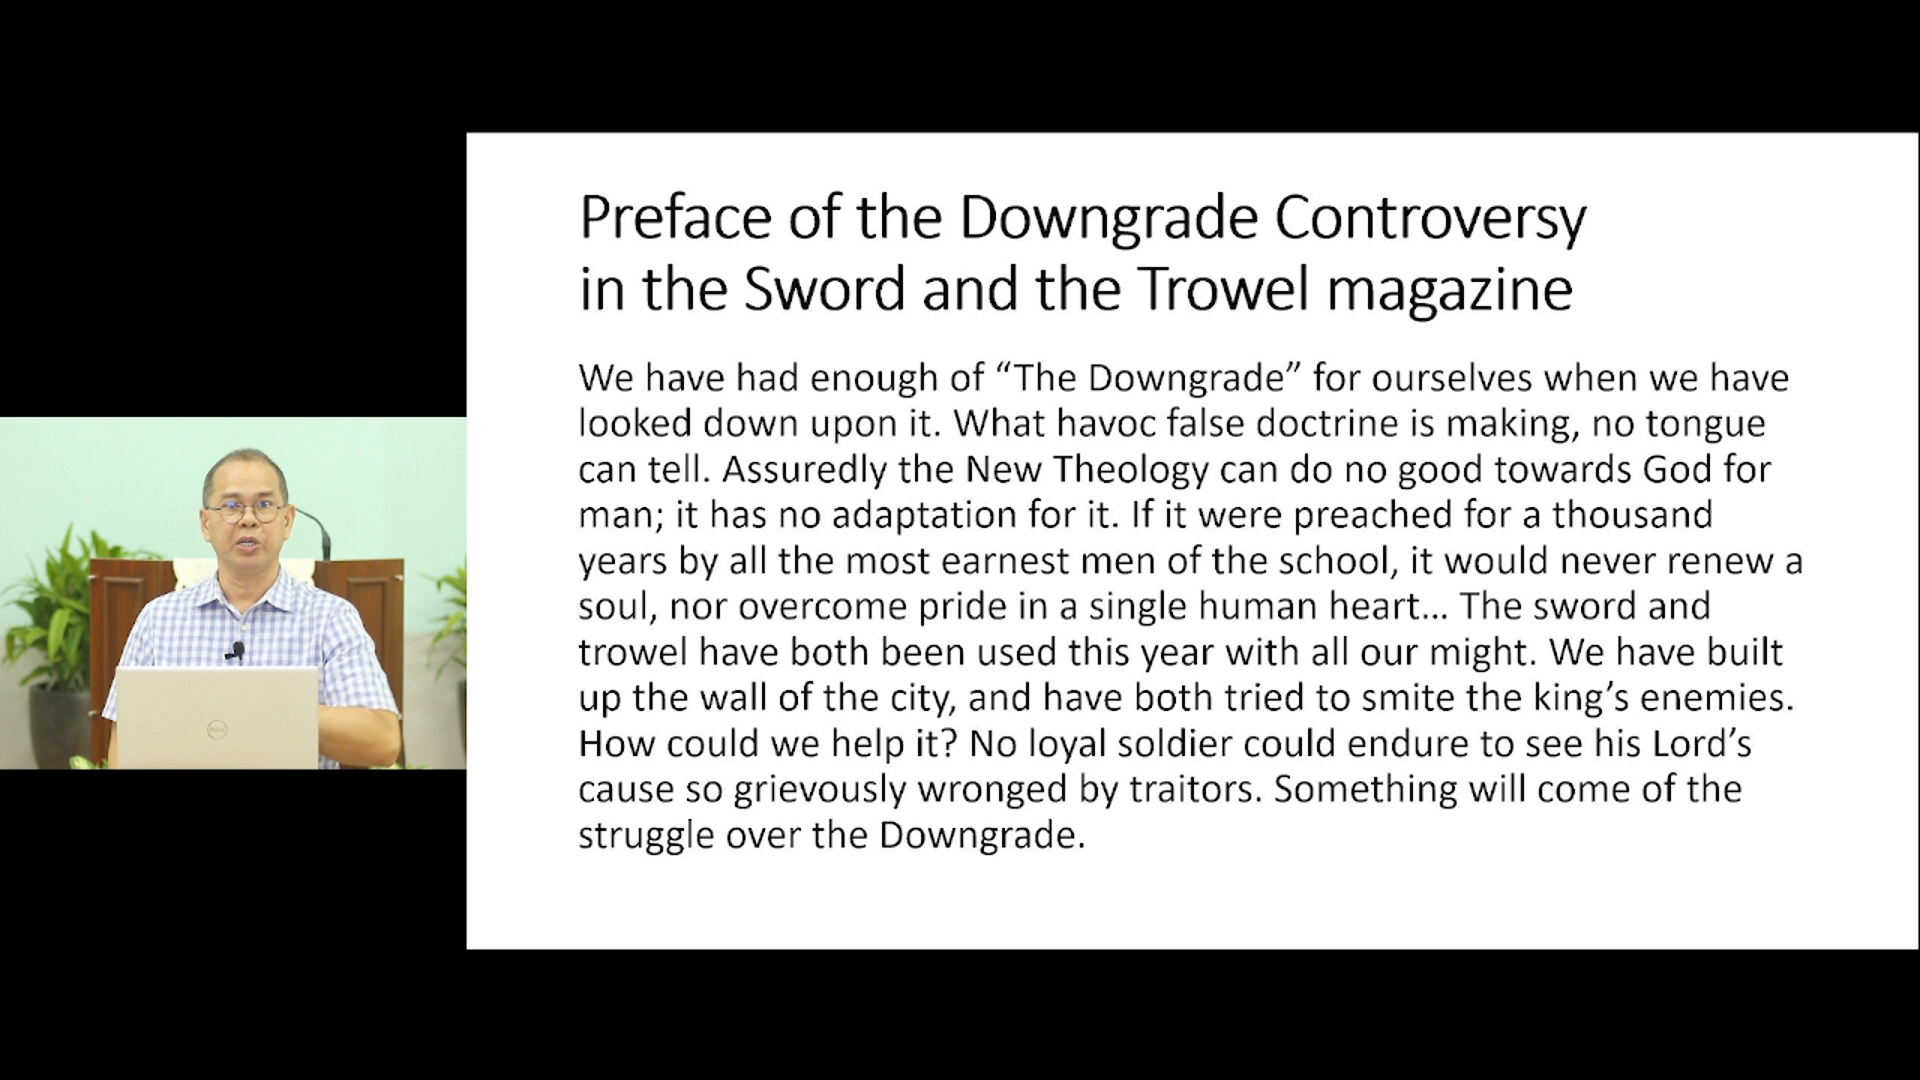 Preface of the Downgrade Controversy
in the Sword and the Trowel magazine
We have had enough of “The Downgrade” for ourselves when we have
looked down upon it. What havoc false doctrine is making, no tongue
can tell. Assuredly the New Theology can do no good towards God for
man; it has no adaptation for it. If it were preached for a thousand
years by all the most earnest men of the school, it would never renew a
soul, nor overcome pride in a single human heart… The sword and
trowel have both been used this year with all our might. We have built
up the wall of the city, and have both tried to smite the king’s enemies.
How could we help it? No loyal soldier could endure to see his Lord’s
cause so grievously wronged by traitors. Something will come of the
struggle over the Downgrade.
DELL